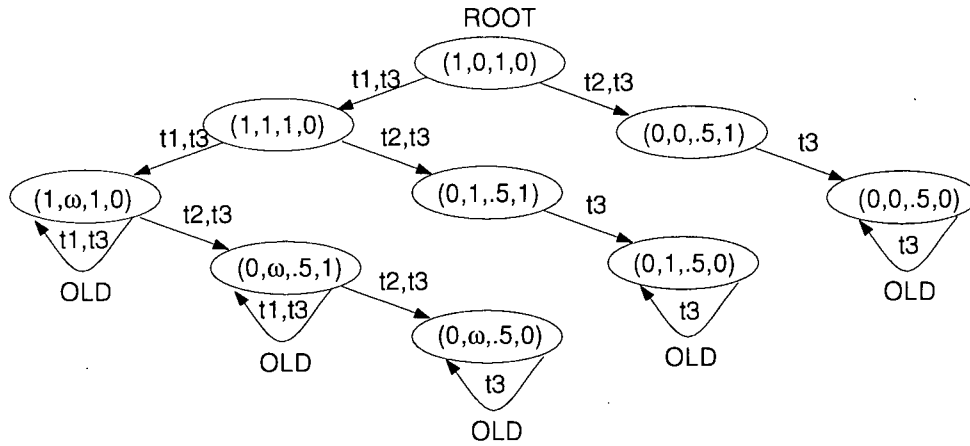 ROOT
(1,0,1,0)
t1,t3
t2,t3
(1,1,1,0)
(0,0,.5,1)
t1,t3
t2,t3
t3
(1,ω,1,0)
(0,1,.5,1)
(0,0,.5,0)
t1,t3
t2,t3
t3
t3
OLD
(0,ω,.5,1)
(0,1,.5,0)
OLD
t1,t3
t2,t3
t3
OLD
(0,ω,.5,0)
OLD
t3
OLD